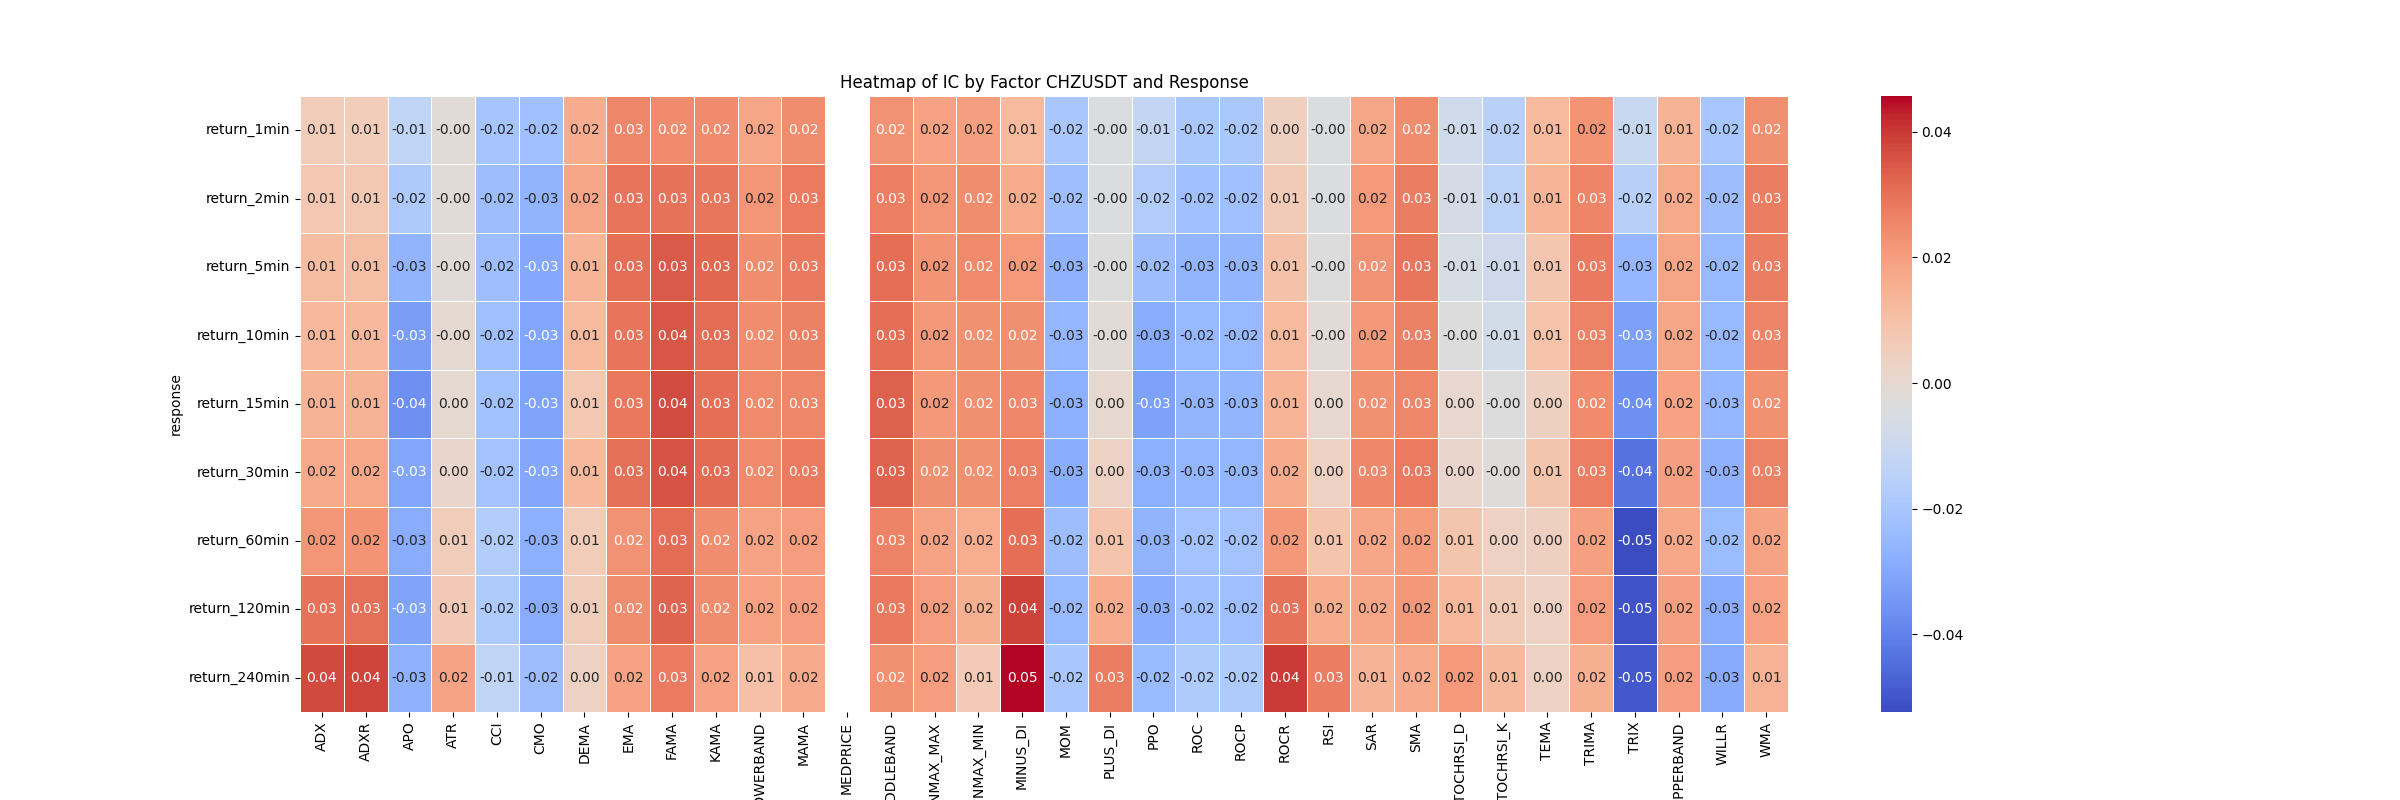 Heatmap of IC by Factor CHZUSDT and Response
response
return_1min 0.01 0.01 -0.01 -0.00 -0.02 -0.02 0.02 0.03 0.02 0.02 0.02 0.02 0.02 0.02 0.02 0.01 -0.02 -0.00 -0.01 -0.02 -0.02 0.00 -0.00 0.02 0.02 -0.01 -0.02 0.01 0.02 -0.01 0.01 -0.02 0.02
return_2min 0.01 0.01 -0.02 -0.00 -0.02 -0.03 0.02 0.03 0.03 0.03 0.02 0.03 0.03 0.02 0.02 0.02 -0.02 -0.00 -0.02 -0.02 -0.02 0.01 -0.00 0.02 0.03 -0.01 -0.01 0.01 0.03 -0.02 0.02 -0.02 0.03
return_5min 0.01 0.01 -0.03 -0.00 -0.02 -0.03 0.01 0.03 0.03 0.03 0.02 0.03 0.03 0.02 0.02 0.02 -0.03 -0.00 -0.02 -0.03 -0.03 0.01 -0.00 0.02 0.03 -0.01 -0.01 0.01 0.03 -0.03 0.02 -0.02 0.03
return_10min 0.01 0.01 -0.03 -0.00 -0.02 -0.03 0.01 0.03 0.04 0.03 0.02 0.03 0.03 0.02 0.02 0.02 -0.03 -0.00 -0.03 -0.02 -0.02 0.01 -0.00 0.02 0.03 -0.00 -0.01 0.01 0.03 -0.03 0.02 -0.02 0.03
return_15min 0.01 0.01 -0.04 0.00 -0.02 -0.03 0.01 0.03 0.04 0.03 0.02 0.03 0.03 0.02 0.02 0.03 -0.03 0.00 -0.03 -0.03 -0.03 0.01 0.00 0.02 0.03 0.00 -0.00 0.00 0.02 -0.04 0.02 -0.03 0.02
return_30min 0.02 0.02 -0.03 0.00 -0.02 -0.03 0.01 0.03 0.04 0.03 0.02 0.03 0.03 0.02 0.02 0.03 -0.03 0.00 -0.03 -0.03 -0.03 0.02 0.00 0.03 0.03 0.00 -0.00 0.01 0.03 -0.04 0.02 -0.03 0.03
return_60min 0.02 0.02 -0.03 0.01 -0.02 -0.03 0.01 0.02 0.03 0.02 0.02 0.02 0.03 0.02 0.02 0.03 -0.02 0.01 -0.03 -0.02 -0.02 0.02 0.01 0.02 0.02 0.01 0.00 0.00 0.02 -0.05 0.02 -0.02 0.02
return_120min 0.03 0.03 -0.03 0.01 -0.02 -0.03 0.01 0.02 0.03 0.02 0.02 0.02 0.03 0.02 0.02 0.04 -0.02 0.02 -0.03 -0.02 -0.02 0.03 0.02 0.02 0.02 0.01 0.01 0.00 0.02 -0.05 0.02 -0.03 0.02
return_240min 0.04 0.04 -0.03 0.02 -0.01 -0.02 0.00 0.02 0.03 0.02 0.01 0.02 0.02 0.02 0.01 0.05 -0.02 0.03 -0.02 -0.02 -0.02 0.04 0.03 0.01 0.02 0.02 0.01 0.00 0.02 -0.05 0.02 -0.03 0.01
ADX ADXR APO ATR CCI CMO DEMA EMA FAMA KAMA OWERBAND MAMA MEDPRICE DDLEBAND NMAX_MAX NMAX_MIN MINUS_DI MOM PLUS_DI PPO ROC ROCP ROCR RSI SAR SMA TOCHRSI_D TOCHRSI_K TEMA TRIMA TRIX PPERBAND WILLR WMA
0.04
0.02
0.00
−0.02
−0.04